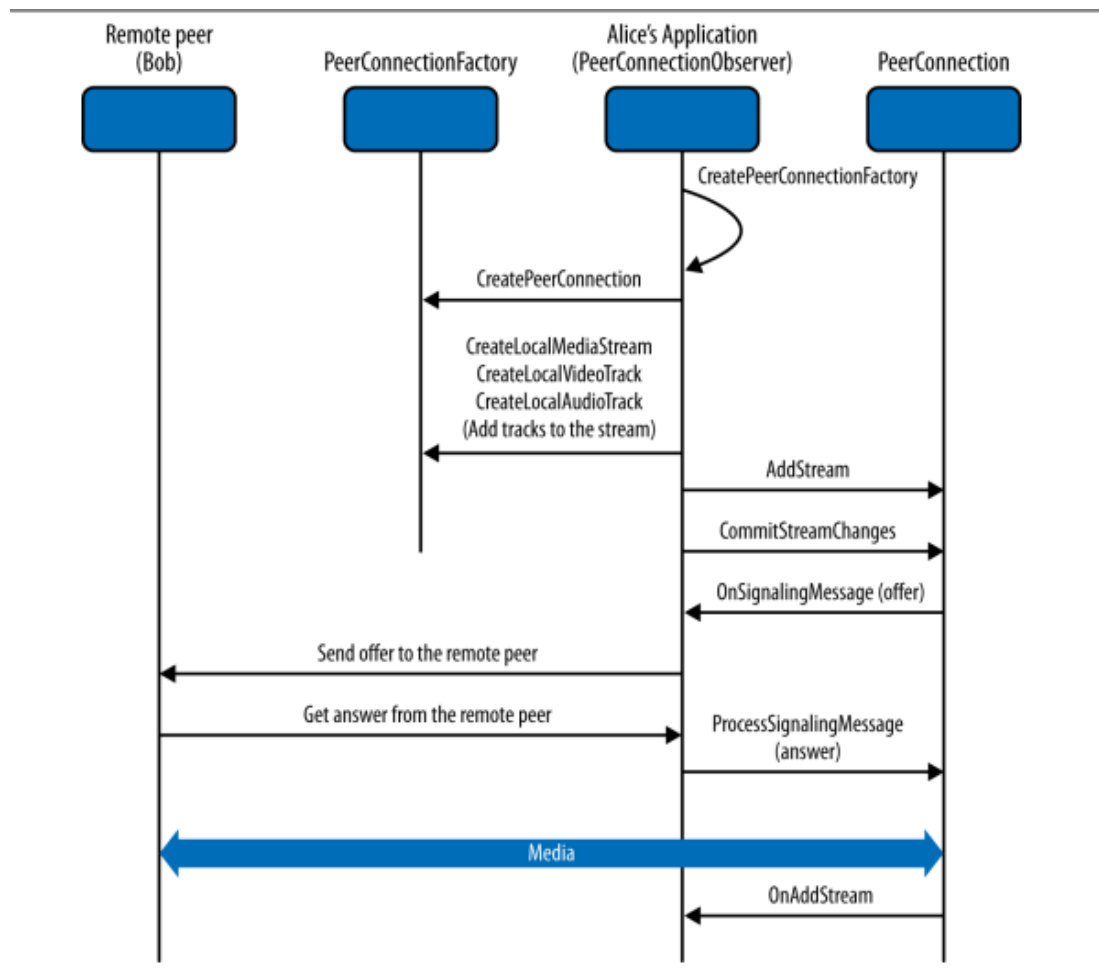 Remote peer
(Bob)
PeerConnectionFactory
Alice's Application
(PeerConnectionObserver)
PeerConnection
CreatePeerConnectionFactory
CreatePeerConnection
CreateLocalMediaStream
CreateLocalVideoTrack
CreateLocalAudioTrack
(Add tracks to the stream)
AddStream
CommitStreamChanges
OnSignalingMessage (offer)
Send offer to the remote peer
Get answer from the remote peer
ProcessSignalingMessage
(answer)
Media
OnAddStream